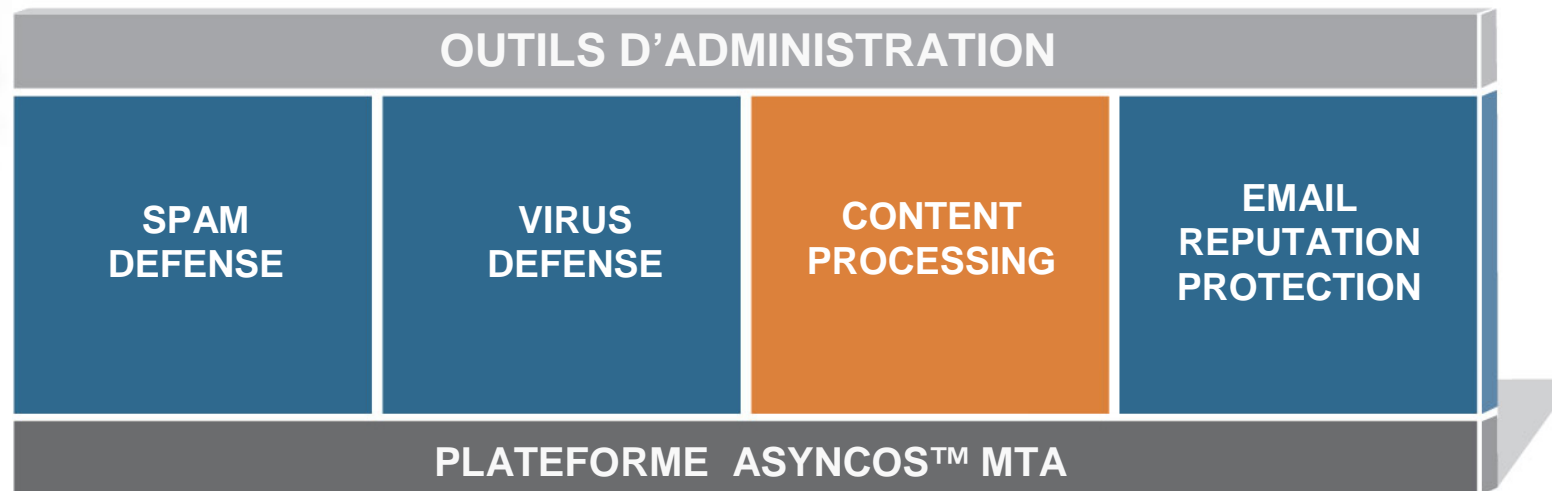 OUTILS D’ADMINISTRATION
SPAM
DEFENSE
VIRUS
DEFENSE
CONTENT
PROCESSING
EMAIL
REPUTATION
PROTECTION
PLATEFORME ASYNCOS™ MTA